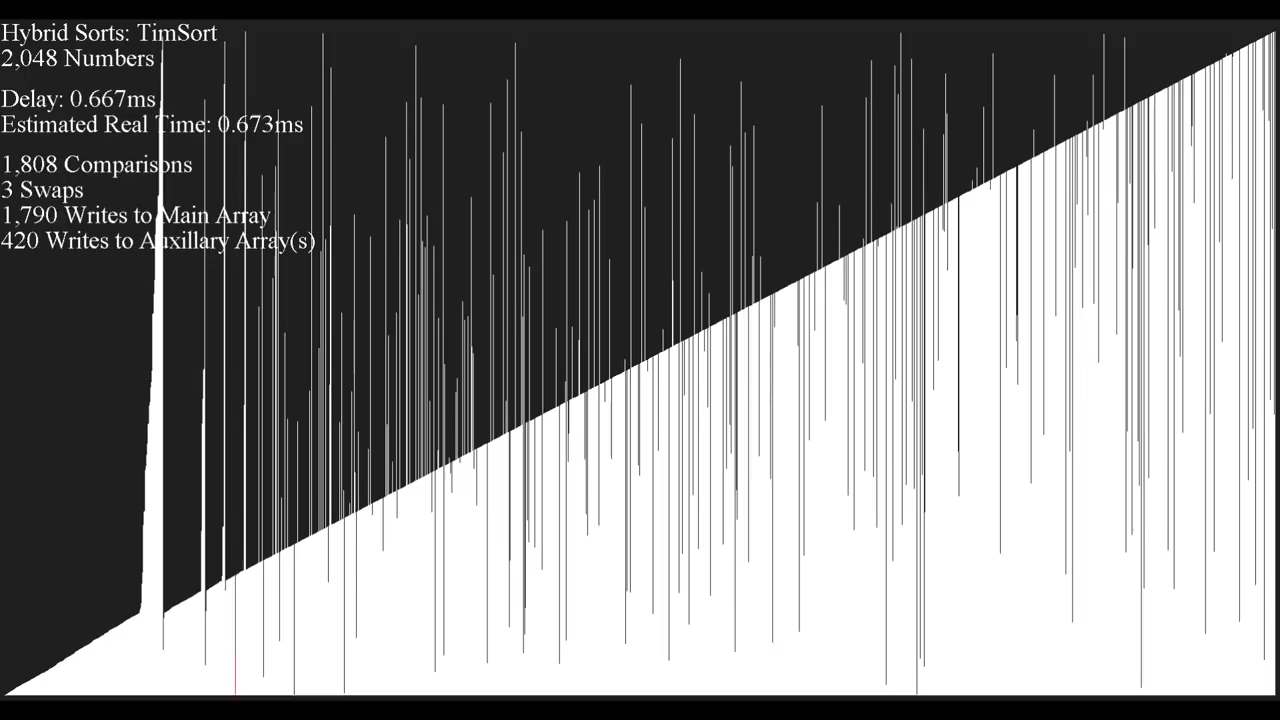 Hybrid Sorts: TimSort
2,048 Numbers
Delay: 0.667ms
Estimated Real Time: 0.673ms
1,808 Comparisons
3 Swaps
1,790 Writes to Main Array
420 Writes to Auxillary Array(s)